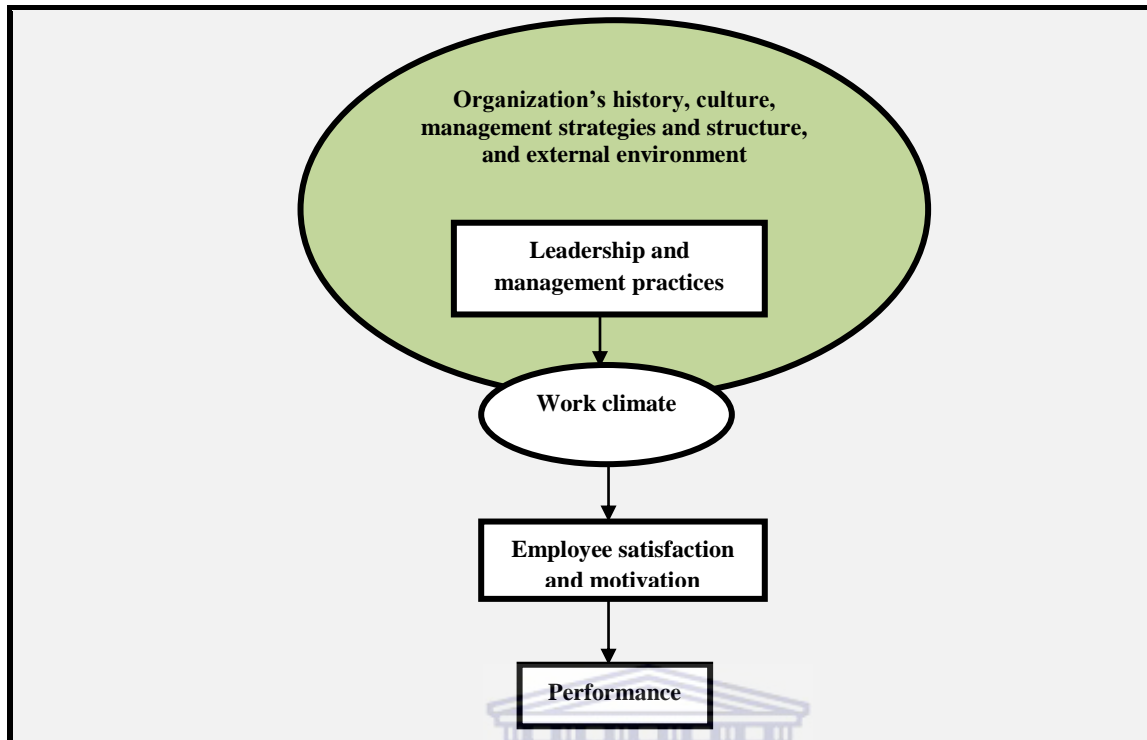 Organization’s history, culture,
management strategies and structure,
and external environment
Leadership and
management practices
Work climate
Employee satisfaction
and motivation
Performance